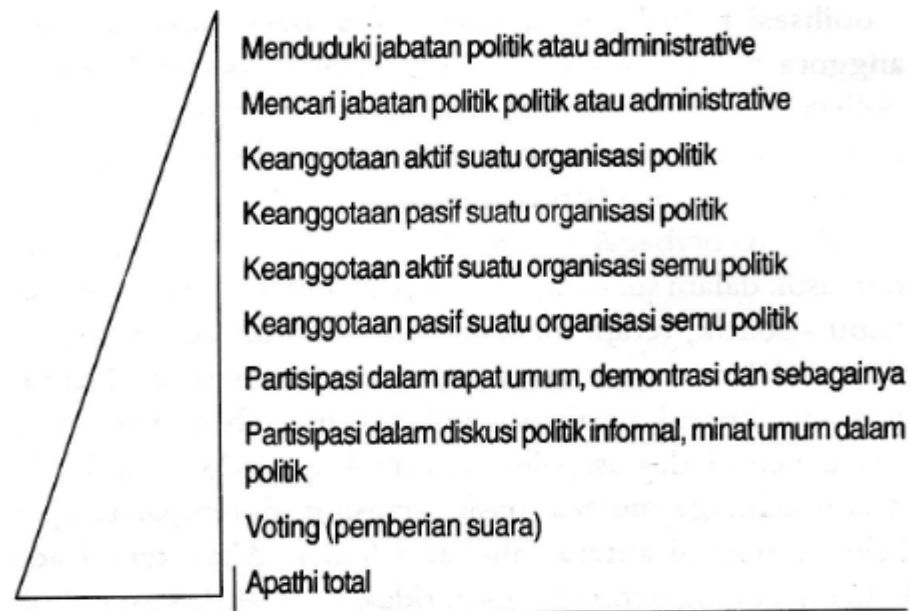 Menduduki jabatan politik atau administrative
Mencari jabatan politik politik atau administrative
Keanggotaan aktif suatu organisasi politik
Keanggotaan pasif suatu organisasi politik
Keanggotaan aktif suatu organisasi semu politik
Keanggotaan pasif suatu organisasi semu politik
Partisipasi dalam rapat umum, demontrasi dan sebagainya
Partisipasi dalam diskusi politik informal, minat umum dalam
politik
Voting (pemberian suara)
Apathi total